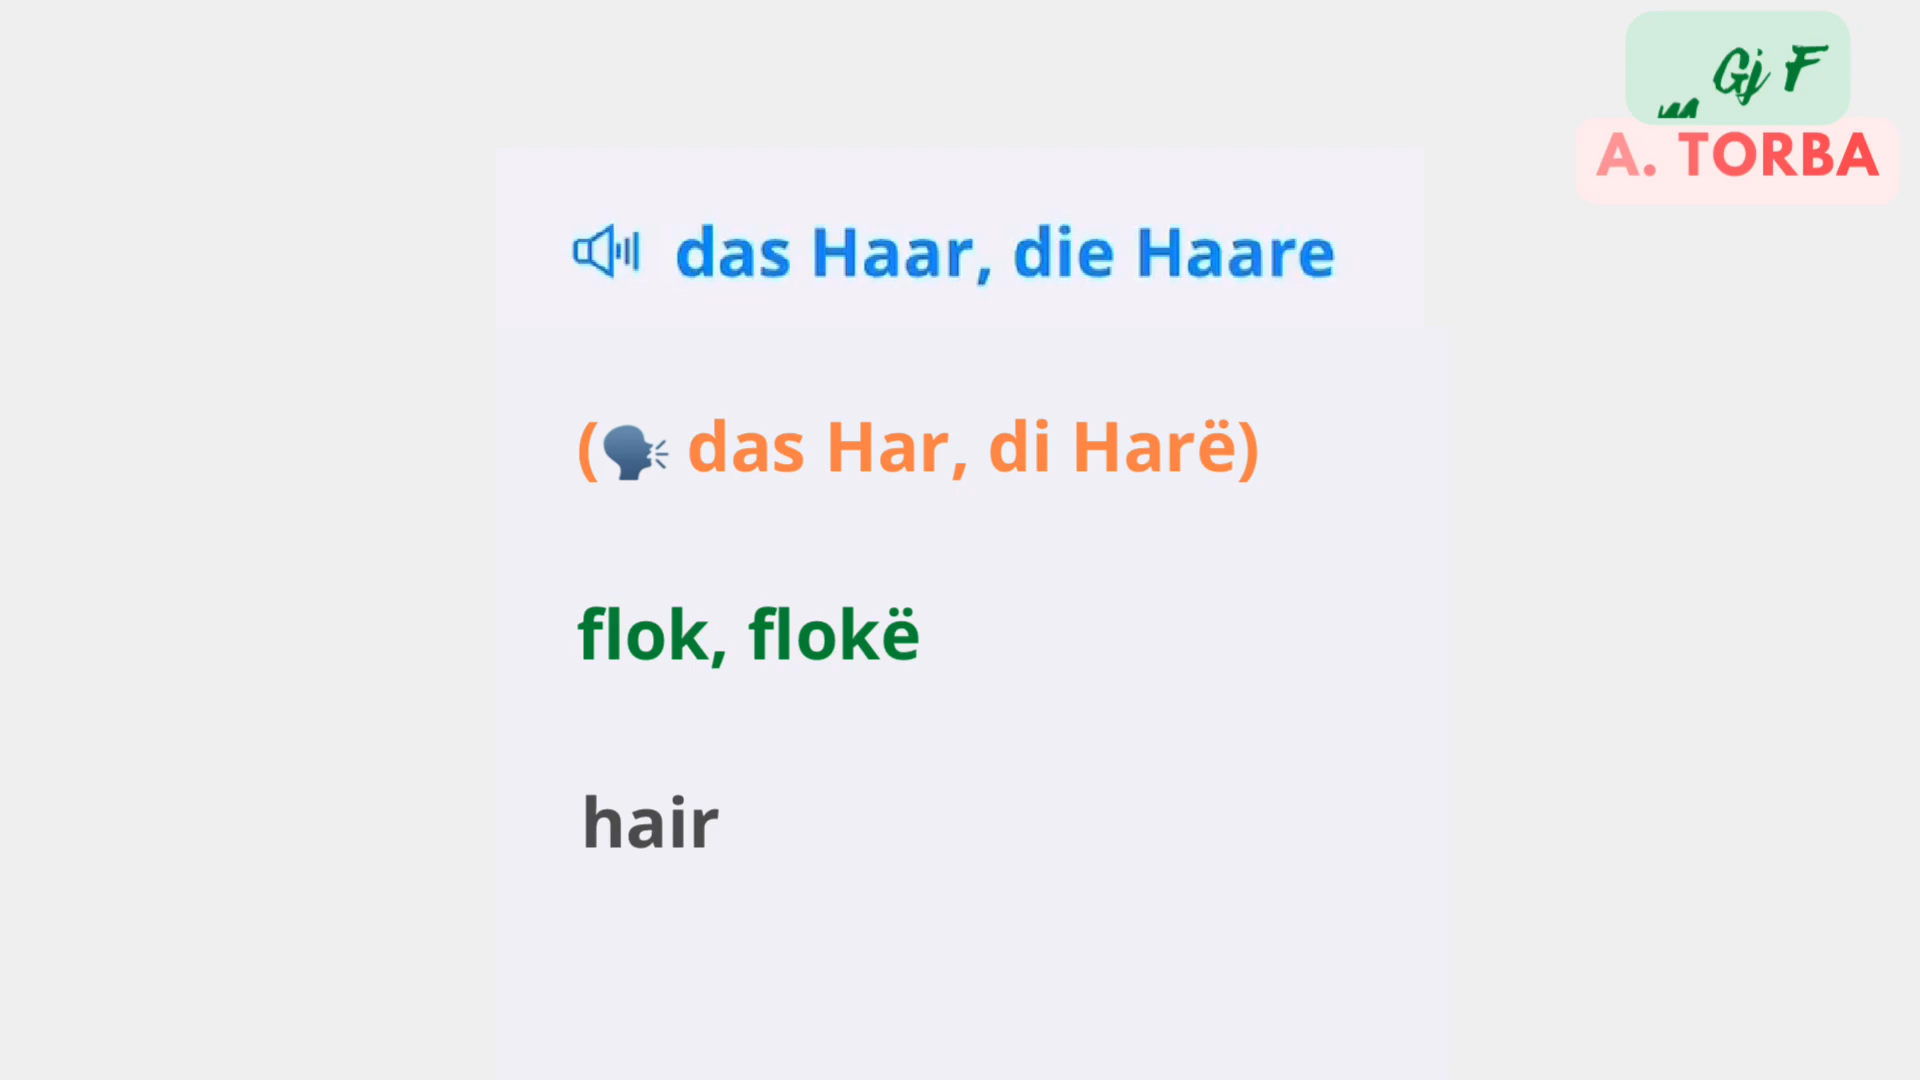 Gj F
A. TORBA
das Haar, die Haare
(🗣 das Har, di Harë)
flok, flokë
hair